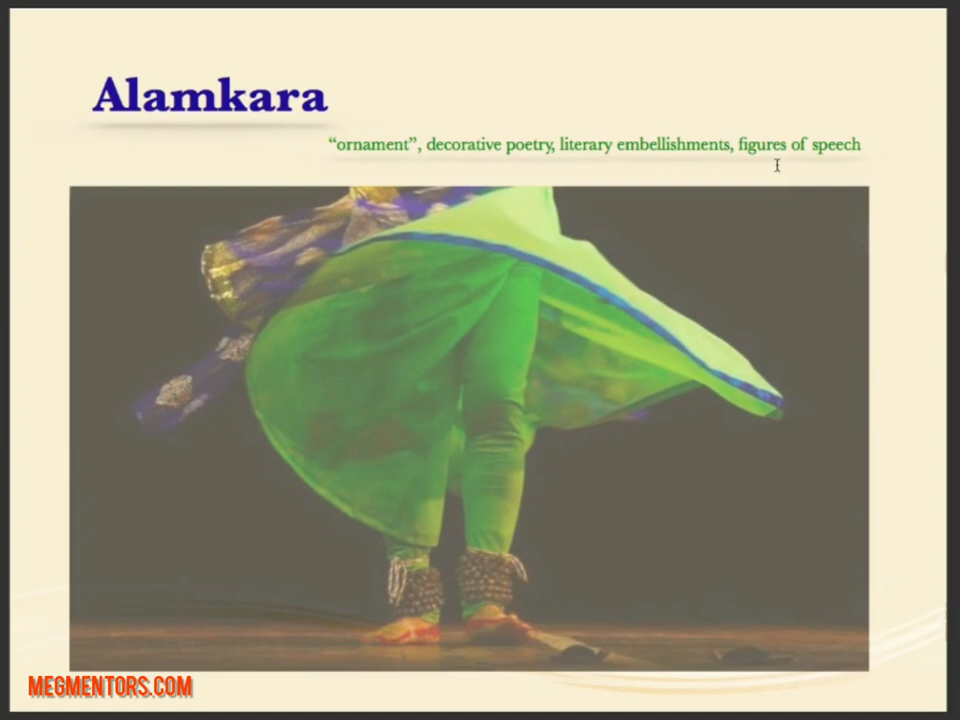 Alamkara
“ornament”, decorative poetry, literary embellishments, figures of speech
MEGMENTORS.COM